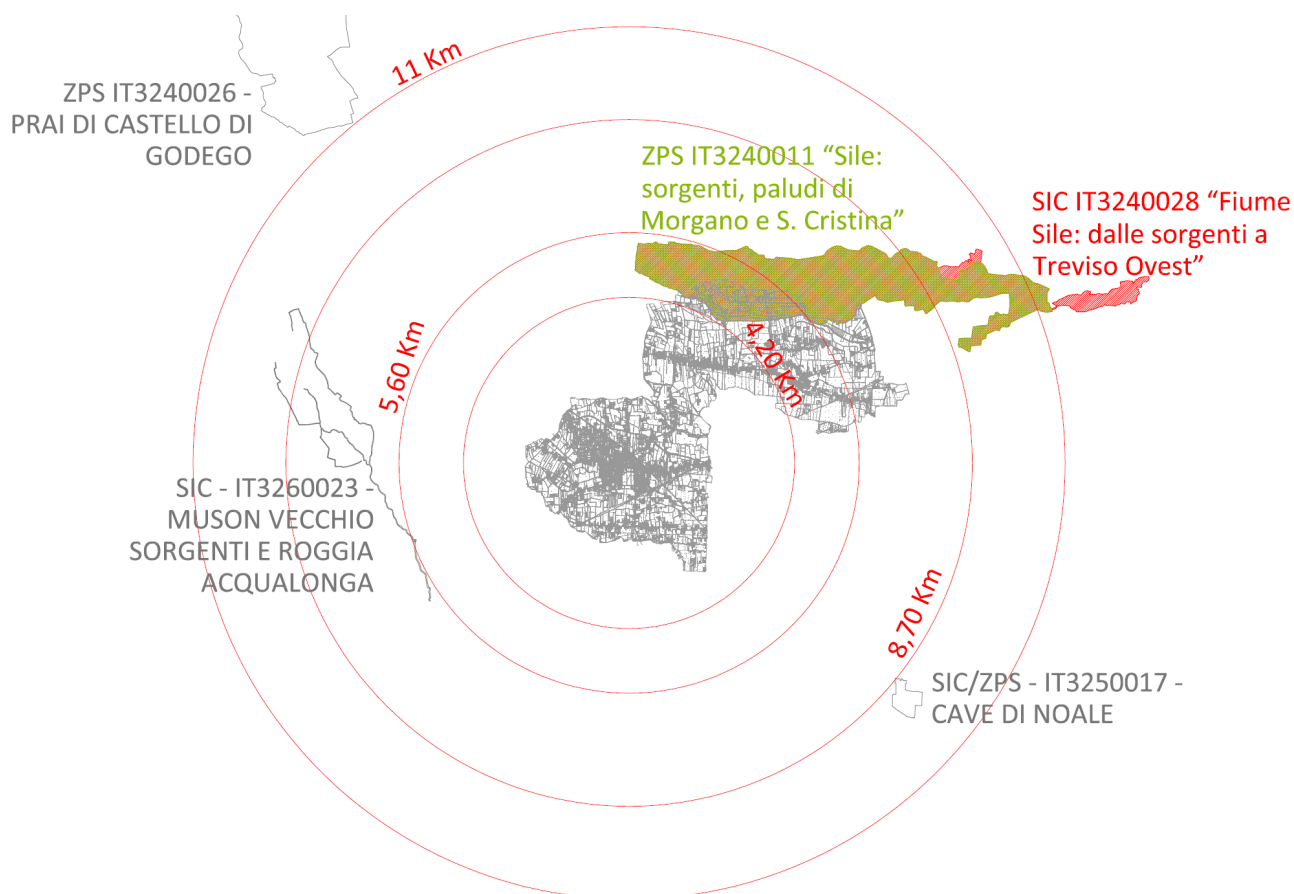 11 Km
ZPS IT3240026 -
PRAI DI CASTELLO DI
GODEGO
ZPS IT3240011 “Sile:
sorgenti, paludi di
Morgano e S. Cristina”
SIC IT3240028 “Fiume
Sile: dalle sorgenti a
Treviso Ovest”
5,60 Km
4,20 Km
SIC - IT3260023 -
MUSON VECCHIO
SORGENTI E ROGGIA
ACQUALONGA
8,70 Km
SIC/ZPS - IT3250017 -
CAVE DI NOALE